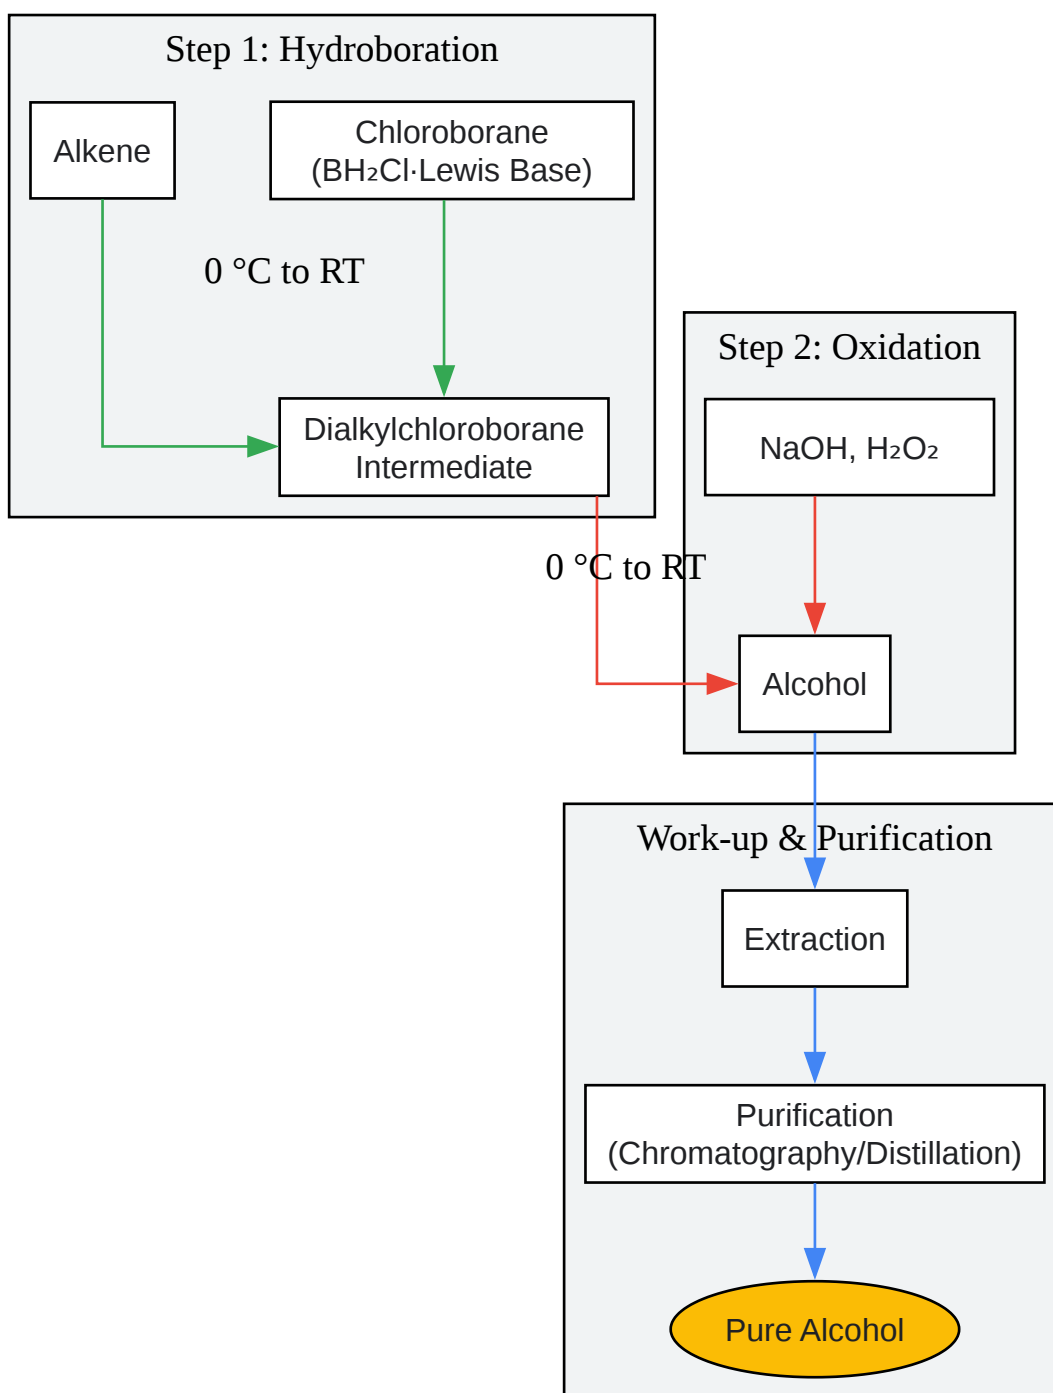 Step 1: Hydroboration
Alkene
Chloroborane
(BH₂Cl·Lewis Base)
0 °C to RT
Dialkylchloroborane
Intermediate
Step 2: Oxidation
NaOH, H₂O₂
0 °C to RT
Alcohol
Work-up & Purification
Extraction
Purification
(Chromatography/Distillation)
Pure Alcohol